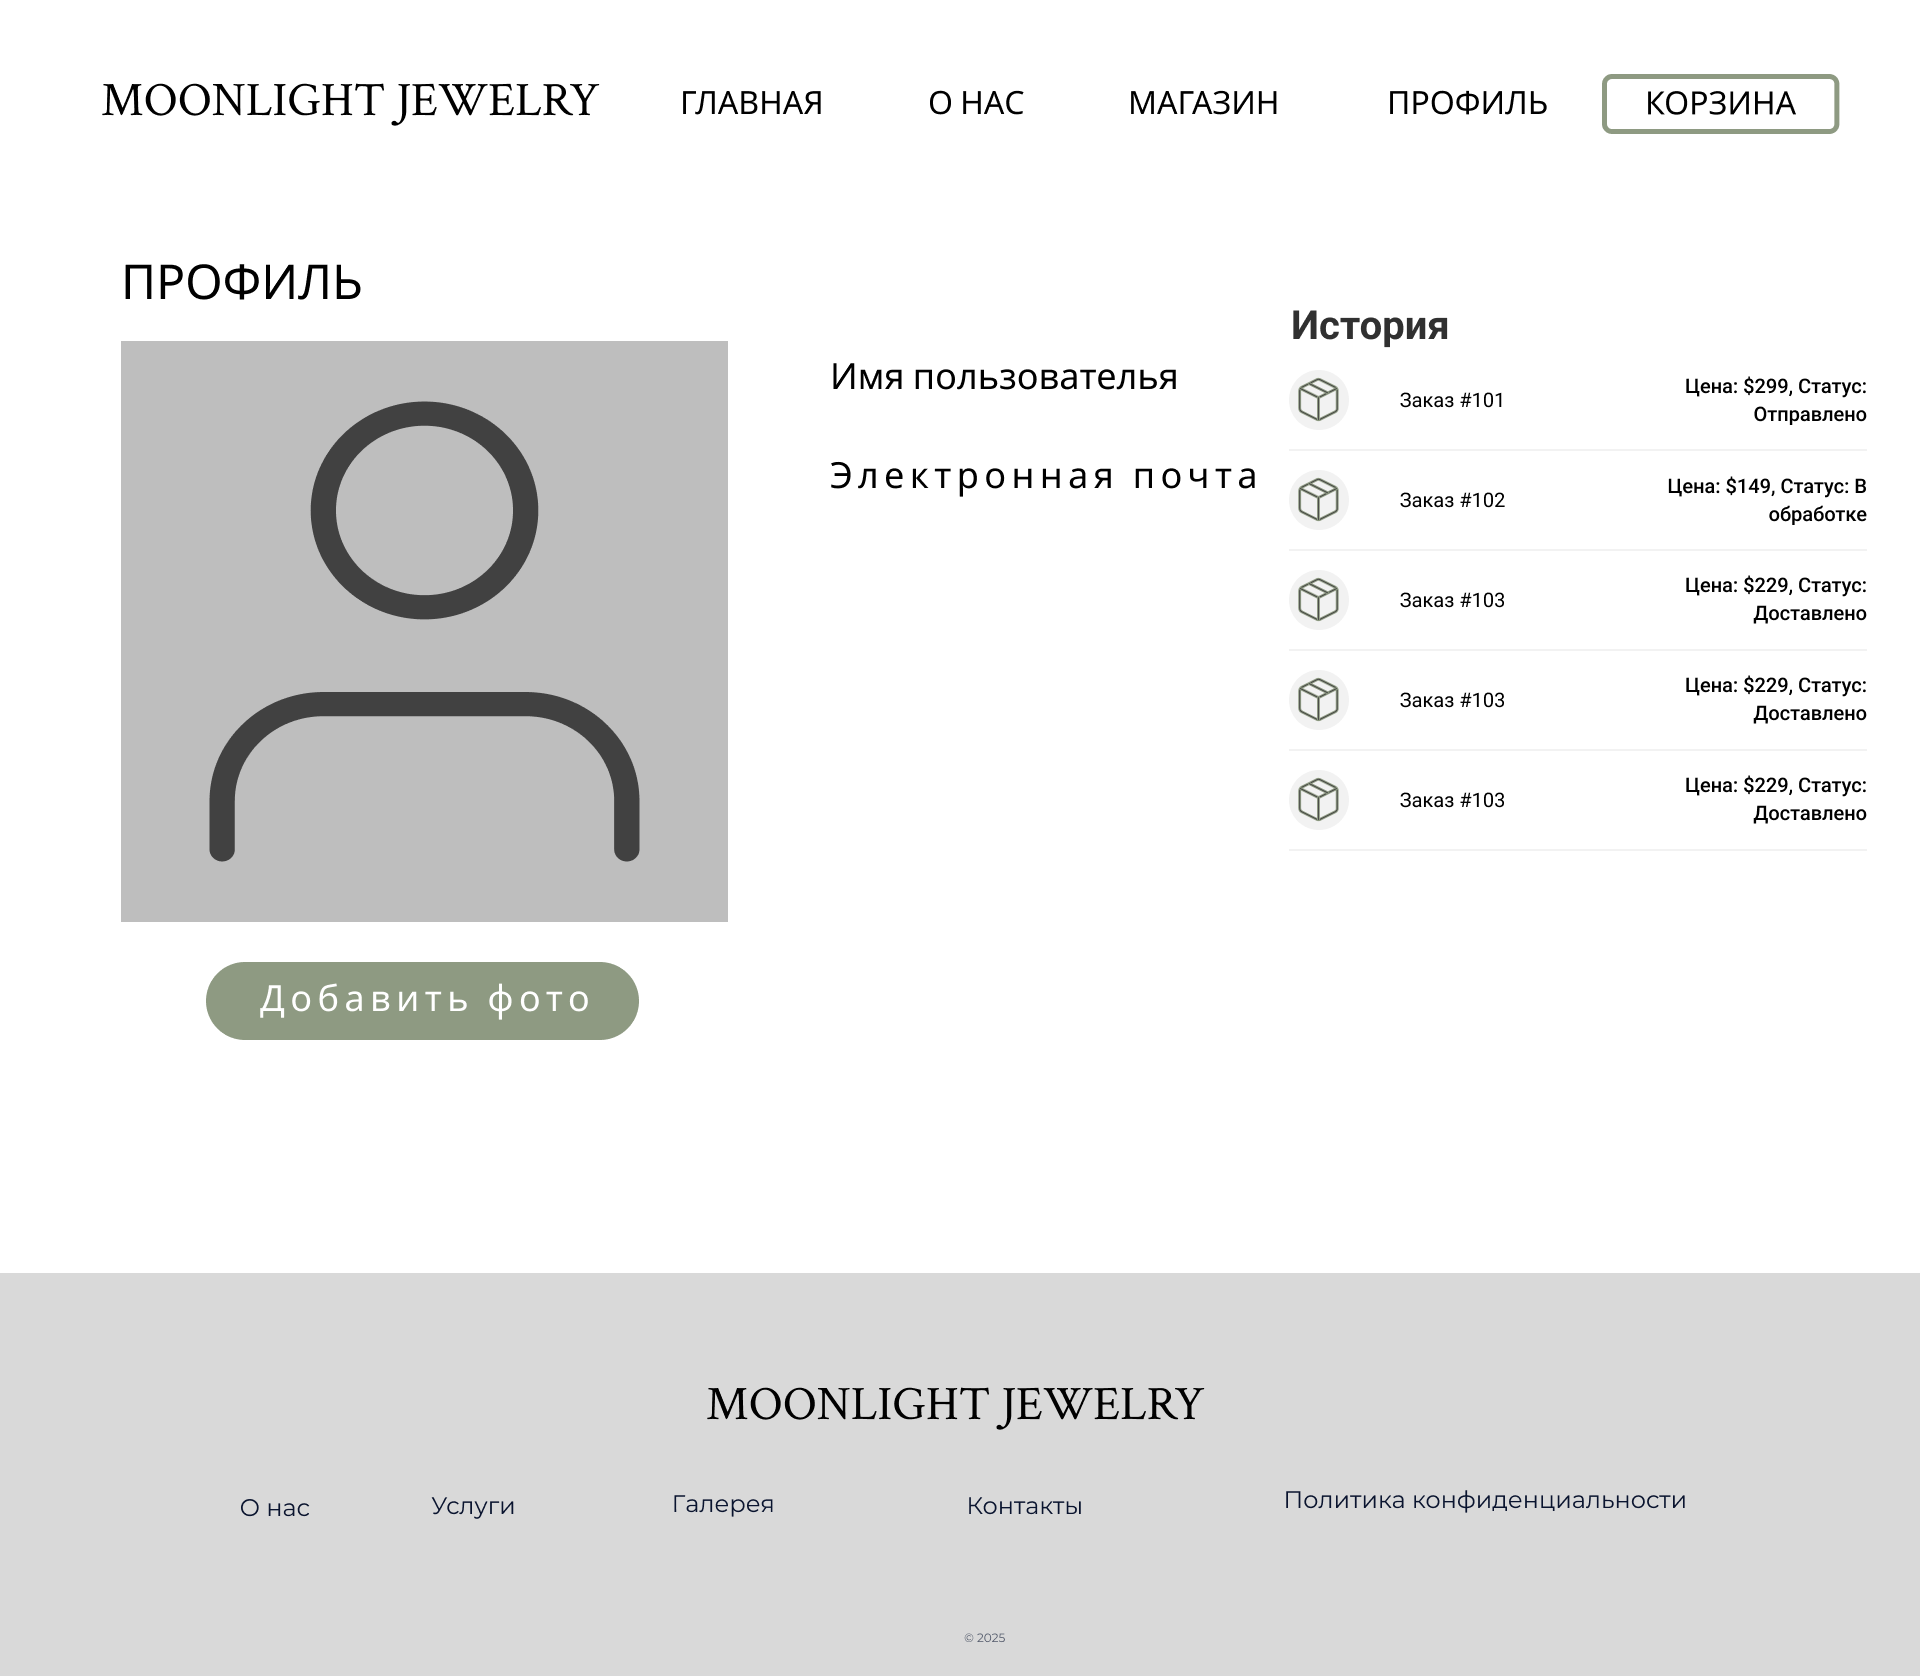 MOONLIGHT JEWELRY
ГЛАВНАЯ
О НАС
МАГАЗИН
ПРОФИЛЬ
КОРЗИНА
ПРОФИЛЬ
Имя пользователья
Электронная почта
Добавить фото
История
Заказ #101
Цена: $299, Статус:
Отправлено
Заказ #102
Цена: $149, Статус: В
обработке
Заказ #103
Цена: $229, Статус:
Доставлено
Заказ #103
Цена: $229, Статус:
Доставлено
Заказ #103
Цена: $229, Статус:
Доставлено
MOONLIGHT JEWELRY
О нас
Услуги
Галерея
Контакты
Политика конфиденциальности
© 2025